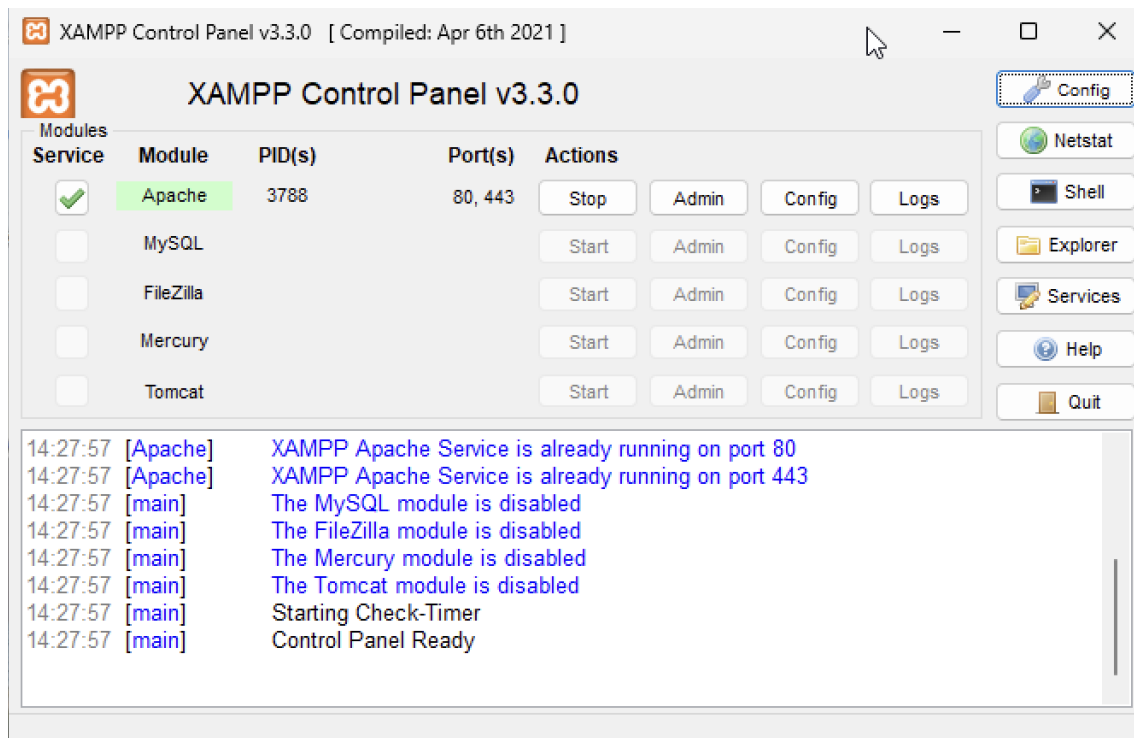 XAMPP Control Panel v3.3.0 [ Compiled: Apr 6th 2021 ]
XAMPP Control Panel v3.3.0
Config
Modules
Netstat
Service Module PID(s) Port(s) Actions
Apache 3788 80, 443 Stop Admin Config Logs
Shell
MySQL Start Admin Config Logs
Explorer
FileZilla Start Admin Config Logs
Services
Mercury Start Admin Config Logs
Help
Tomcat Start Admin Config Logs
Quit
14:27:57 [Apache] XAMPP Apache Service is already running on port 80
14:27:57 [Apache] XAMPP Apache Service is already running on port 443
14:27:57 [main] The MySQL module is disabled
14:27:57 [main] The FileZilla module is disabled
14:27:57 [main] The Mercury module is disabled
14:27:57 [main] The Tomcat module is disabled
14:27:57 [main] Starting Check-Timer
14:27:57 [main] Control Panel Ready